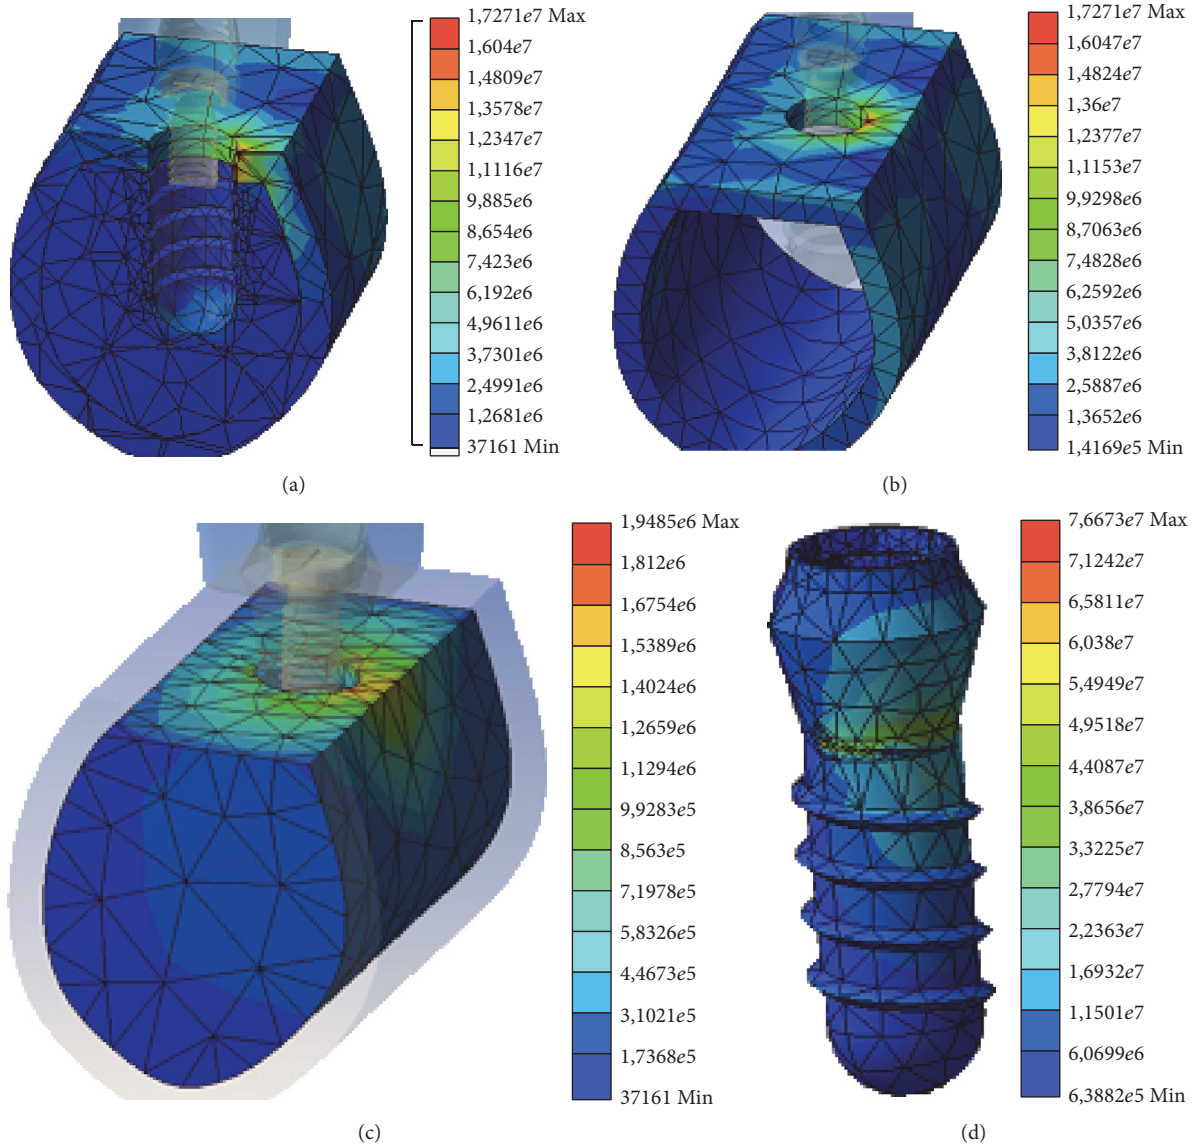 1,7271e7 Max
1,604e7
1,4809e7
1,3578e7
1,2347e7
1,1116e7
9,885e6
8,654e6
7,423e6
6,192e6
4,9611e6
3,7301e6
2,4991e6
1,2681e6
37161 Min
(a)
1,7271e7 Max
1,6047e7
1,4824e7
1,36e7
1,2377e7
1,1153e7
9,9298e6
8,7063e6
7,4828e6
6,2592e6
5,0357e6
3,8122e6
2,5887e6
1,3652e6
1,4169e5 Min
(b)
1,9485e6 Max
1,812e6
1,6754e6
1,5389e6
1,4024e6
1,2659e6
1,1294e6
9,9283e5
8,563e5
7,1978e5
5,8326e5
4,4673e5
3,1021e5
1,7368e5
37161 Min
(c)
7,6673e7 Max
7,1242e7
6,5811e7
6,038e7
5,4949e7
4,9518e7
4,4087e7
3,8656e7
3,3225e7
2,7794e7
2,2363e7
1,6932e7
1,1501e7
6,0699e6
6,3882e5 Min
(d)